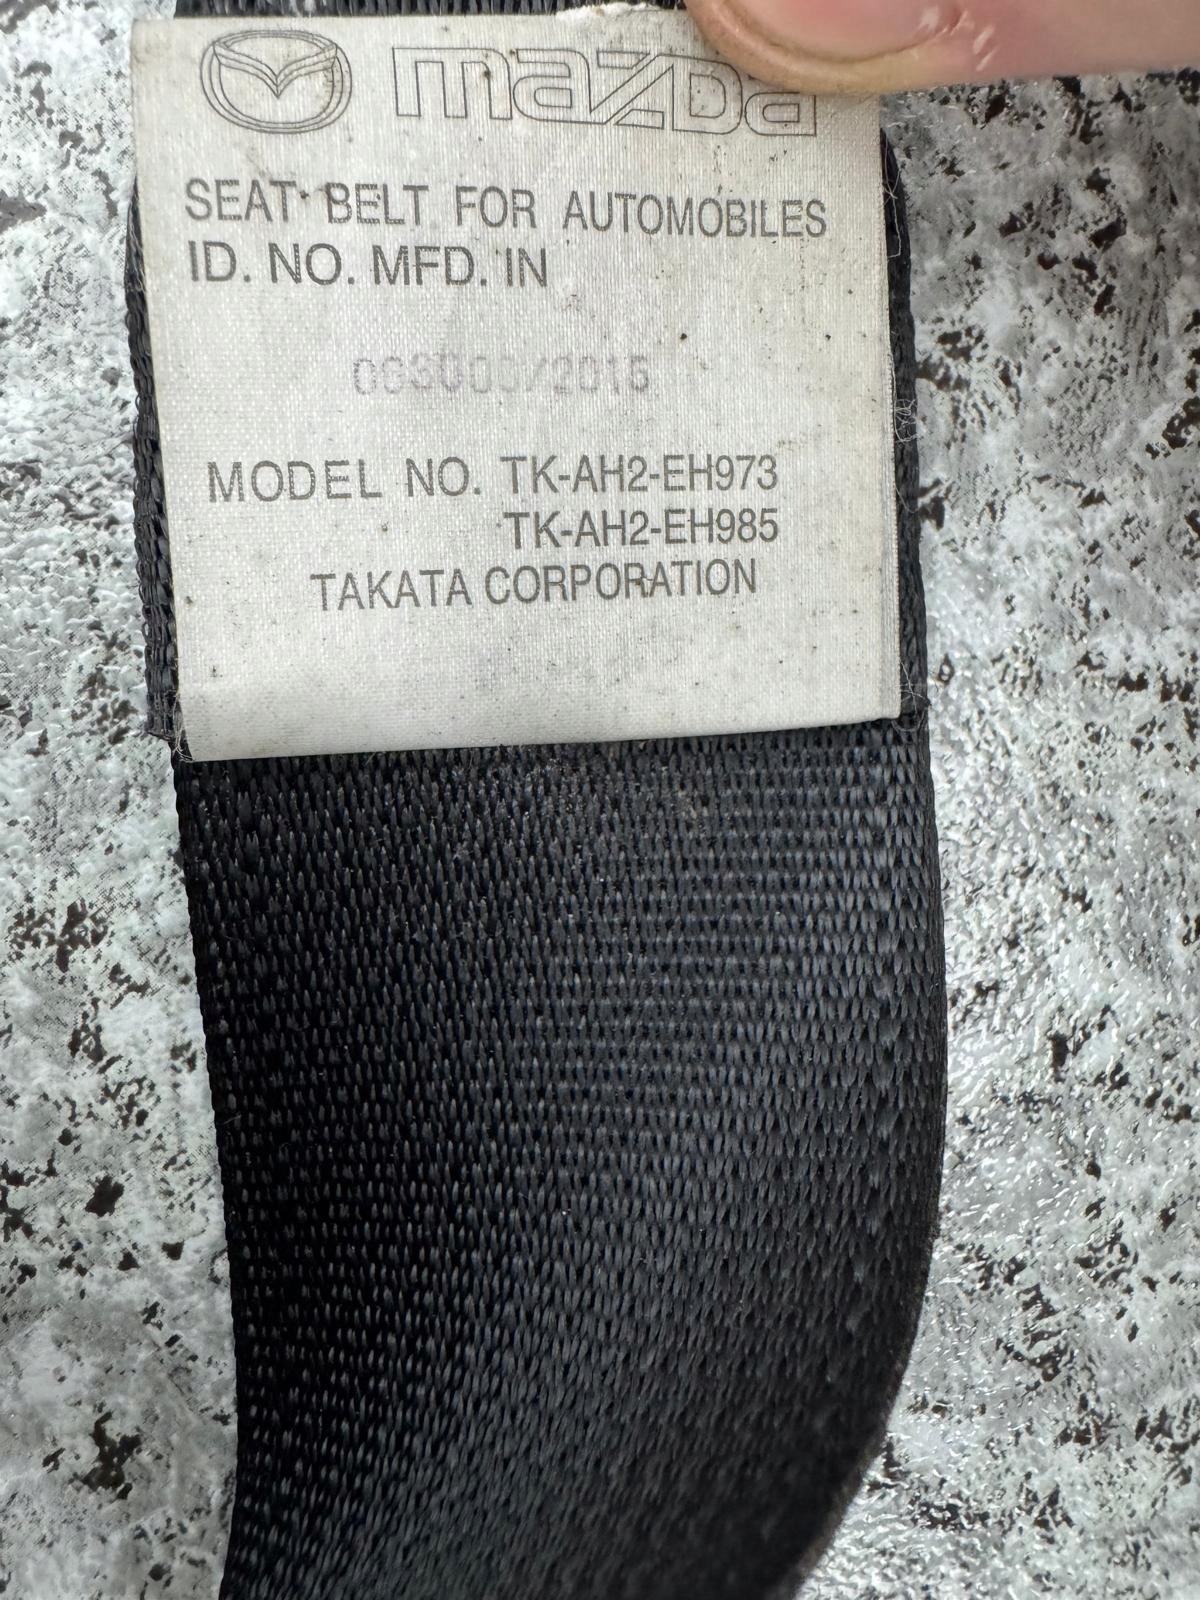 mazda
SEAT BELT FOR AUTOMOBILES
ID. NO. MFD. IN
MODEL NO. TK-AH2-EH973
TK-AH2-EH985
TAKATA CORPORATION